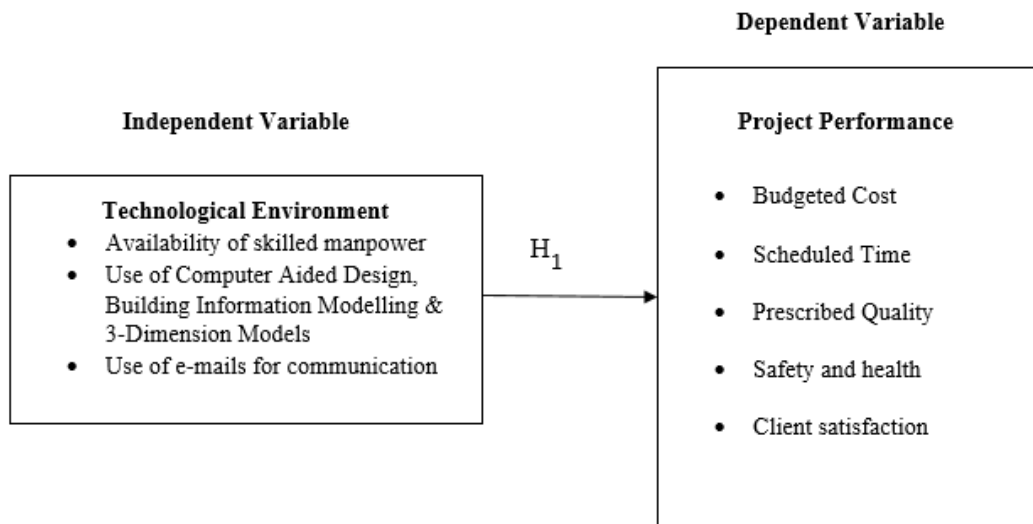 Dependent Variable
Independent Variable
Technological Environment
• Availability of skilled manpower
• Use of Computer Aided Design,
Building Information Modelling &
3-Dimension Models
• Use of e-mails for communication
H1
Project Performance
• Budgeted Cost
• Scheduled Time
• Prescribed Quality
• Safety and health
• Client satisfaction